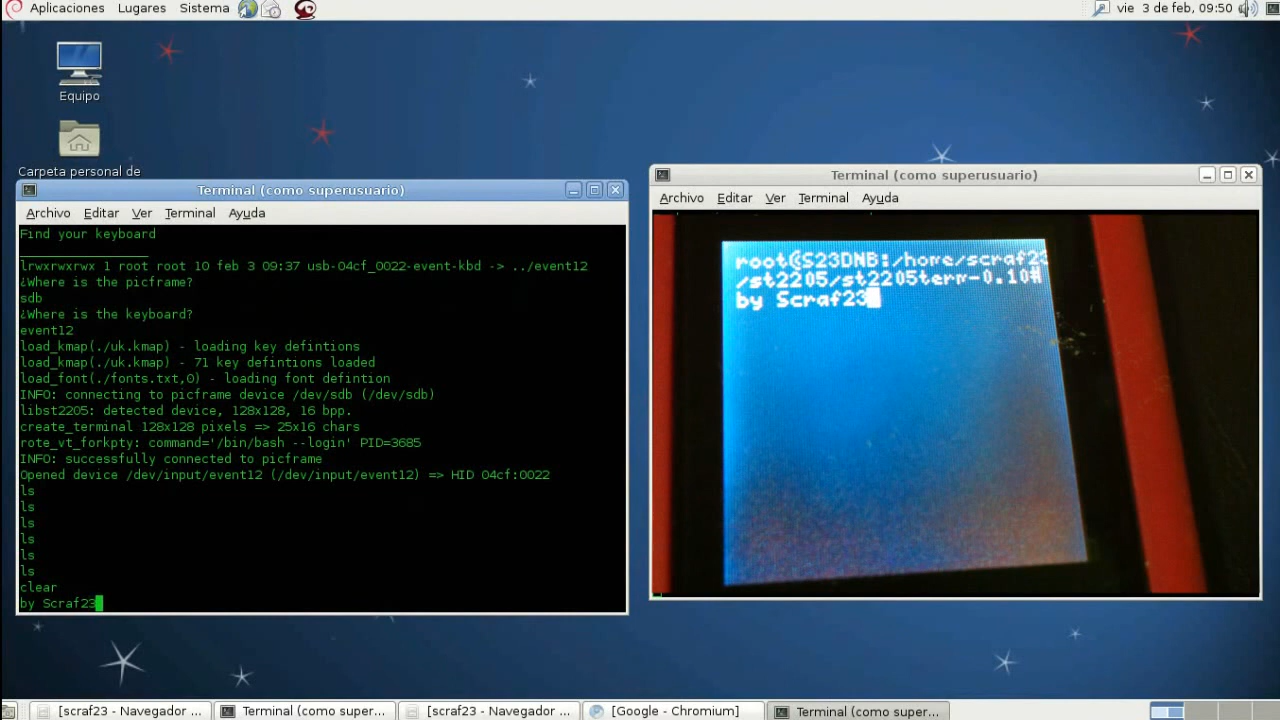 Aplicaciones Lugares Sistema
vie 3 de feb, 09:50
Equipo
Carpeta personal de
Terminal (como superusuario)
Archivo Editar Ver Terminal Ayuda
Find your keyboard
lrwxrwxrwx 1 root root 10 feb 3 09:37 usb-04cf_0022-event-kbd -> ../event12
¿Where is the picframe?
sdb
¿Where is the keyboard?
event12
load_kmap(./uk.kmap) - loading key defintions
load_kmap(./uk.kmap) - 71 key defintions loaded
load_font(./fonts.txt,0) - loading font defintion
INFO: connecting to picframe device /dev/sdb (/dev/sdb)
libst2205: detected device, 128x128, 16 bpp.
create_terminal 128x128 pixels => 25x16 chars
rote_vt_forkpty: command='/bin/bash --login' PID=3685
INFO: successfully connected to picframe
Opened device /dev/input/event12 (/dev/input/event12) => HID 04cf:0022
ls
ls
ls
ls
ls
ls
clear
by Scraf23
Terminal (como superusuario)
Archivo Editar Ver Terminal Ayuda
root@S23DNB:/home/scraf23
/st2205/st2205term-0.10#
by Scraf23
[scraf23 - Navegador ...
Terminal (como super...
[scraf23 - Navegador ...
[Google - Chromium]
Terminal (como super...